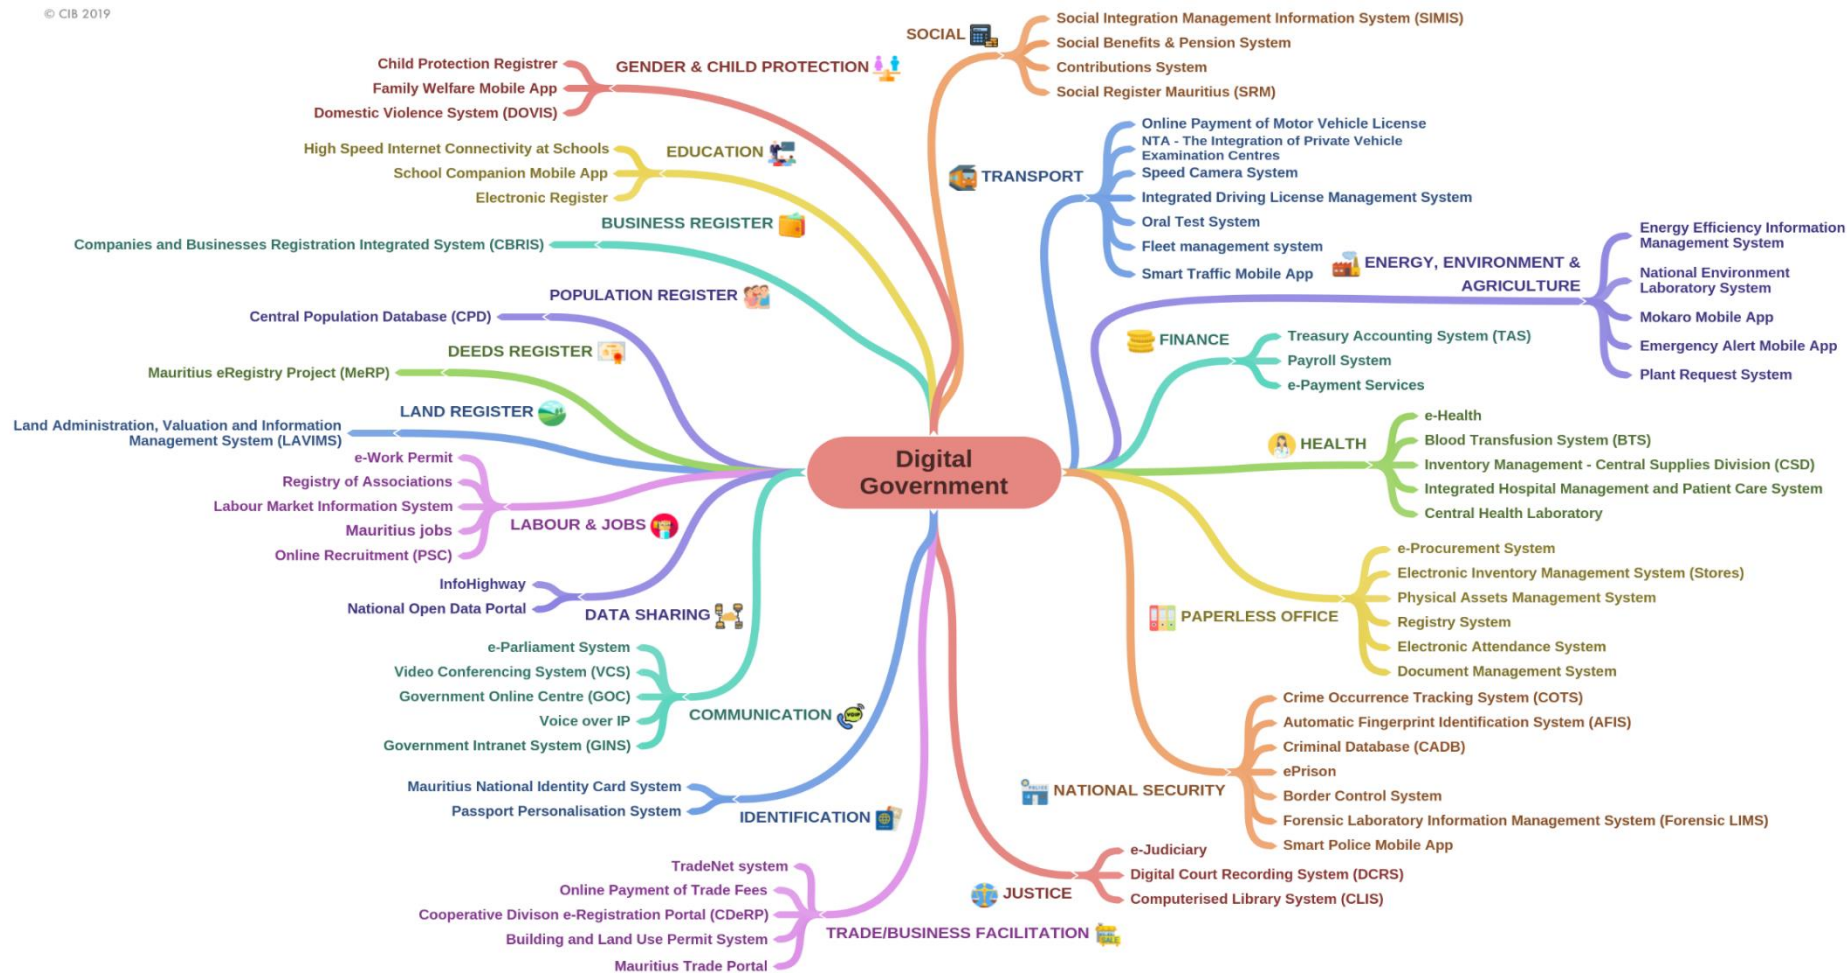 © CIB 2019
SOCIAL
Social Integration Management Information System (SIMIS)
Social Benefits & Pension System
Contributions System
Social Register Mauritius (SRM)
GENDER & CHILD PROTECTION
Child Protection Registrer
Family Welfare Mobile App
Domestic Violence System (DOVIS)
EDUCATION
High Speed Internet Connectivity at Schools
School Companion Mobile App
Electronic Register
BUSINESS REGISTER
Companies and Businesses Registration Integrated System (CBRIS)
POPULATION REGISTER
Central Population Database (CPD)
DEEDS REGISTER
Mauritius eRegistry Project (MeRP)
LAND REGISTER
Land Administration, Valuation and Information
Management System (LAVIMS)
LABOUR & JOBS
e-Work Permit
Registry of Associations
Labour Market Information System
Mauritius jobs
Online Recruitment (PSC)
DATA SHARING
InfoHighway
National Open Data Portal
COMMUNICATION
e-Parliament System
Video Conferencing System (VCS)
Government Online Centre (GOC)
Voice over IP
Government Intranet System (GINS)
VOIP
IDENTIFICATION
Mauritius National Identity Card System
Passport Personalisation System
TRADE/BUSINESS FACILITATION
TradeNet system
Online Payment of Trade Fees
Cooperative Divison e-Registration Portal (CDeRP)
Building and Land Use Permit System
Mauritius Trade Portal
SALE
Digital
Government
TRANSPORT
Online Payment of Motor Vehicle License
NTA - The Integration of Private Vehicle
Examination Centres
Speed Camera System
Integrated Driving License Management System
Oral Test System
Fleet management system
Smart Traffic Mobile App
ENERGY, ENVIRONMENT &
AGRICULTURE
Energy Efficiency Information
Management System
National Environment
Laboratory System
Mokaro Mobile App
Emergency Alert Mobile App
Plant Request System
FINANCE
Treasury Accounting System (TAS)
Payroll System
e-Payment Services
HEALTH
e-Health
Blood Transfusion System (BTS)
Inventory Management - Central Supplies Division (CSD)
Integrated Hospital Management and Patient Care System
Central Health Laboratory
PAPERLESS OFFICE
e-Procurement System
Electronic Inventory Management System (Stores)
Physical Assets Management System
Registry System
Electronic Attendance System
Document Management System
NATIONAL SECURITY
POLICE
Crime Occurrence Tracking System (COTS)
Automatic Fingerprint Identification System (AFIS)
Criminal Database (CADB)
ePrison
Border Control System
Forensic Laboratory Information Management System (Forensic LIMS)
Smart Police Mobile App
JUSTICE
e-Judiciary
Digital Court Recording System (DCRS)
Computerised Library System (CLIS)